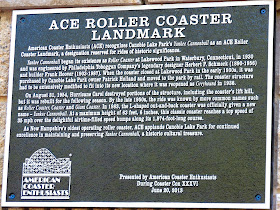 ACE ROLLER COASTER
LANDMARK
American Coaster Enthusiasts (ACE) recognizes Canobie Lake Park's Yankee Cannonball as an ACE Roller
Coaster Landmark, a designation reserved for rides of historic significance.
Yankee Cannonball began its existence as Roller Coaster at Lakewood Park in Waterbury, Connecticut, in 1930
and was engineered by Philadelphia Toboggan Company's legendary designer Herbert P. Schmeck (1890-1956)
and builder Frank Hoover (1903-1987). When the coaster closed at Lakewood Park in the early 1930s, it was
purchased by Canobie Lake Park owner Patrick Holland and moved to the park by rail. The coaster structure
had to be extensively modified to fit into its new location where it was reopened as Greyhound in 1936.
On August 31, 1954, Hurricane Carol destroyed portions of the structure, including the coaster's lift hill,
but it was rebuilt for the following season. By the late 1960s, the ride was known by more common names such
as Roller Coaster Coaster and Giant Coaster. In 1980, the L-shaped out-and-back coaster was officially given a new
name - Yankee Cannonball. At a maximum height of 63 feet, 6 inches, this classic coaster reaches a top speed of
35 mph over the delightful airtime-filled speed bumps along its 1,974-foot-long course.
As New Hampshire's oldest operating roller coaster, ACE applauds Canobie Lake Park for continued
excellence in maintaining and preserving Yankee Cannonball, a historic cultural treasure.
AMERICAN
COASTER
ENTHUSIASTS
Presented by American Coaster Enthusiasts
During Coaster Con XXXVI
June 20, 2013